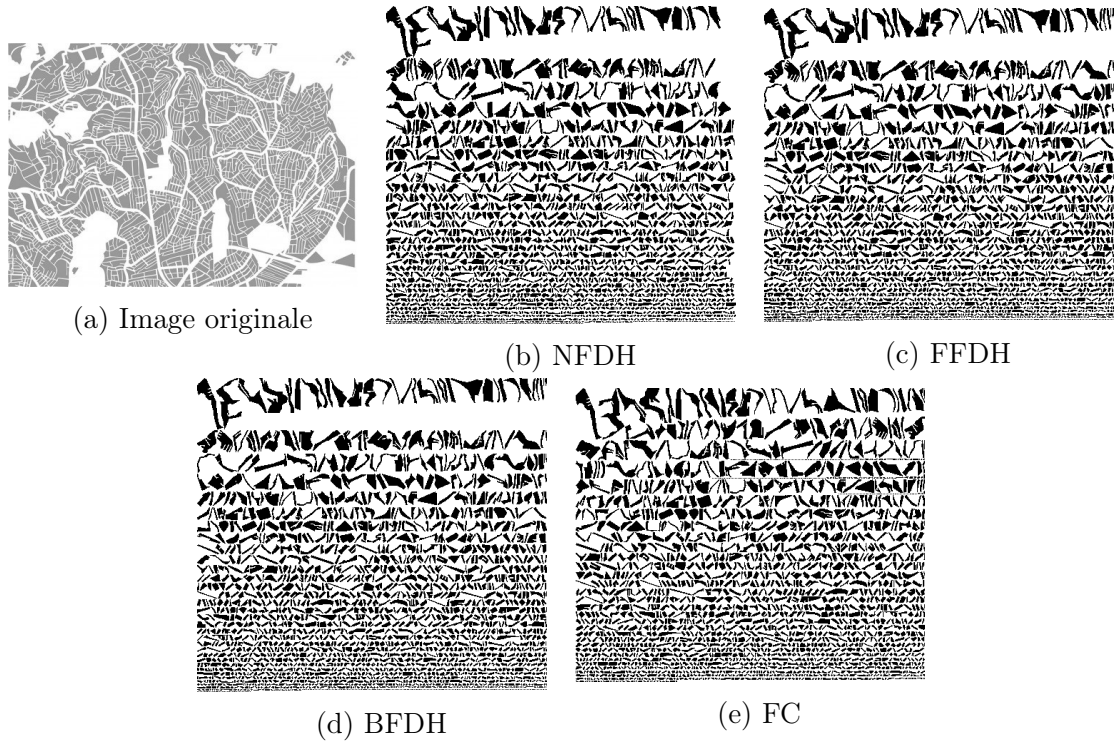 (a) Image originale
(b) NFDH
(c) FFDH
(d) BFDH
(e) FC